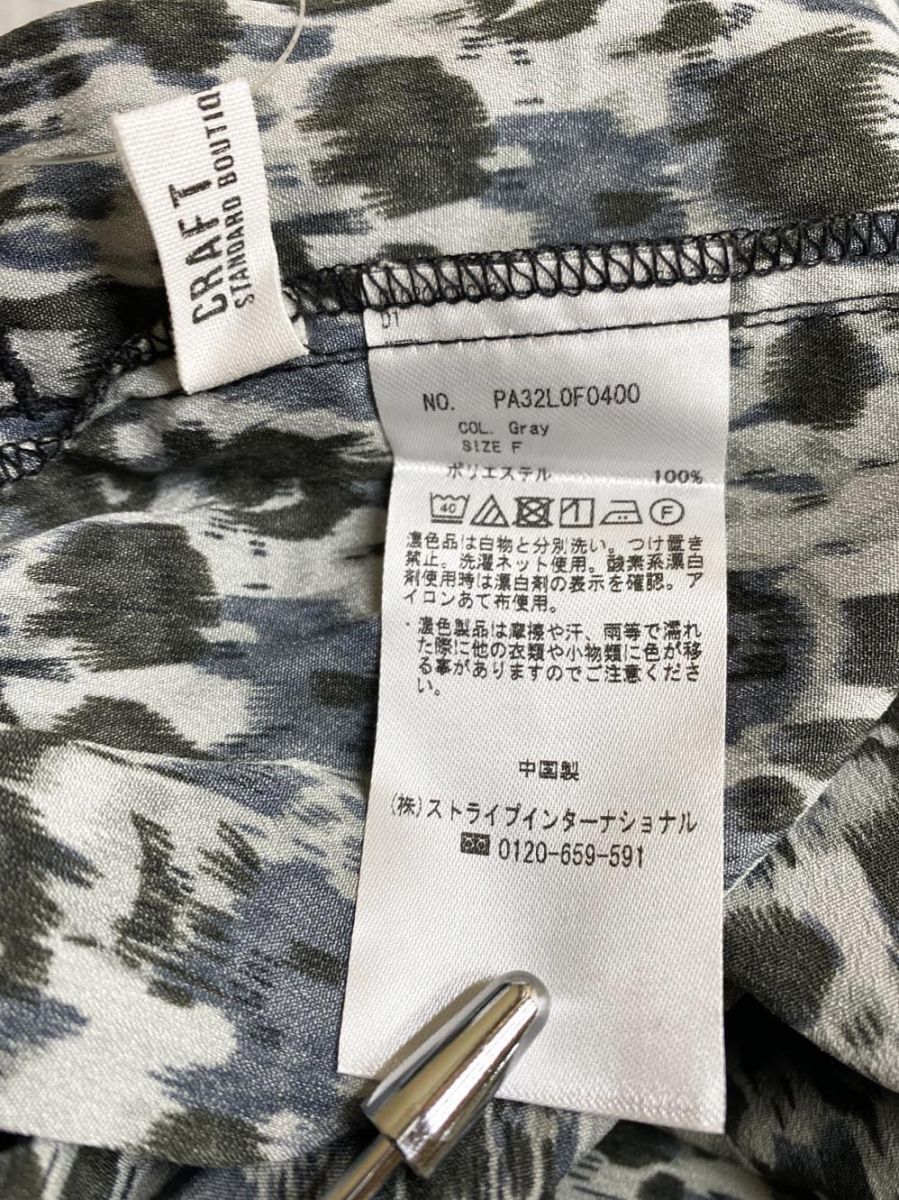 CRAFT
STANDARD BOUTIQ
D1
NO. PA32L0F0400
COL. Gray
SIZE F
ポリエステル 100%
40 F
濃色品は白物と分別洗い。つけ置き
禁止。洗濯ネット使用。酸素系漂白
剤使用時は漂白剤の表示を確認。ア
イロンあて布使用。
・濃色製品は摩擦や汗、雨等で濡れ
た際に他の衣類や小物類に色が移
る事がありますのでご注意くださ
い。
中国製
(株)ストライプインターナショナル
0120-659-591